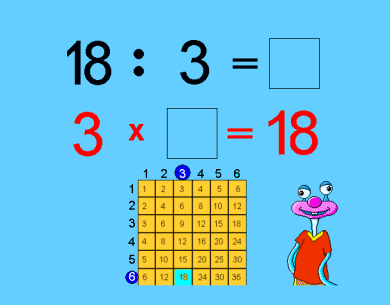 18 : 3 =
3 x = 18
1 2 3 4 5 6
1 1 2 3 4 5 6
2 2 4 6 8 10 12
3 3 6 9 12 15 18
4 4 8 12 16 20 24
5 5 10 15 20 25 30
6 6 12 18 24 30 36